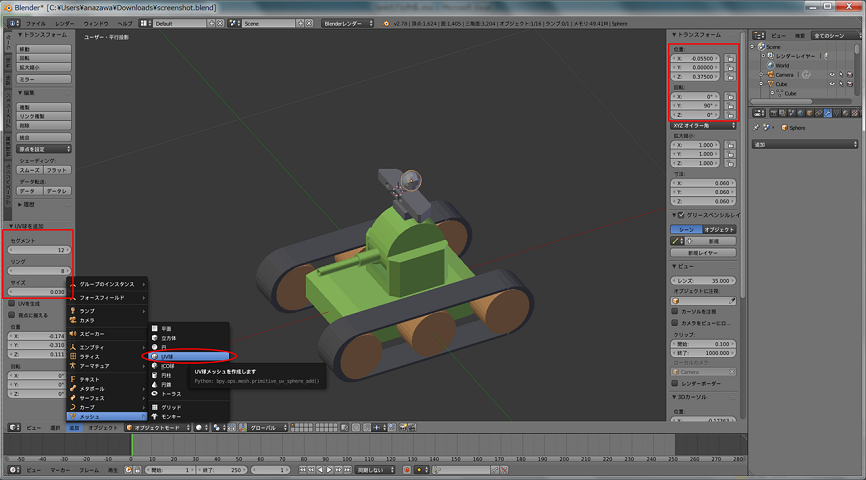 Blender* [C:¥Users¥anazawa¥Downloads¥screenshot.blend]
ファイル レンダー ウィンドウ ヘルプ Default Scene Blenderレンダー v2.78 | 頂点:1,624 | 面:1,405 | 三角面:3,204 | オブジェクト:1/16 | ランプ:0/1 | メモリ:49.41M | Sphere
ユーザー・平行投影
▼トランスフォーム
移動
回転
拡大縮小
ミラー
▼編集
複製
リンク複製
削除
統合
原点を設定
シェーディング:
スムーズ フラット
データ転送:
データ データレ
▶履歴
▼UV球を追加
セグメント
12
リング
8
サイズ
0.030
UVを生成
視点に揃える
位置
X: -0.174
Y: -0.310
Z: 0.111
回転
X: 0°
Y: 0°
グループのインスタンス
フォースフィールド
ランプ
カメラ
スピーカー
エンプティ
ラティス
アーマチュア
テキスト
メタボール
サーフェス
カーブ
メッシュ
平面
立方体
円
UV球
ICO球
円柱
円錐
トーラス
グリッド
モンキー
UV球メッシュを作成します
Python: bpy.ops.mesh.primitive_uv_sphere_add()
▼トランスフォーム
位置:
X: -0.05500
Y: 0.00000
Z: 0.37500
回転:
X: 0°
Y: 90°
Z: 0°
XYZ オイラー角
拡大縮小:
X: 1.000
Y: 1.000
Z: 1.000
寸法:
X: 0.060
Y: 0.060
Z: 0.060
グリースペンシルレイ
シーン オブジェクト
新規
新規レイヤー
▼ビュー
レンズ: 35.000
オブジェクトに注視:
カーソルを注視
カメラをビューにロ
クリップ:
開始: 0.100
終了: 1000.000
ローカルのカメラ:
Camera
レンダーボーダー
▼3Dカーソル
ビュー 検索 全てのシーン
Scene
レンダーレイヤー
World
Camera
Cube
Cube
Sphere
追加
ビュー 選択 追加 オブジェクト オブジェクトモード グローバル
-50 -40 -30 -20 -10 0 10 20 30 40 50 60 70 80 90 100 110 120 130 140 150 160 170 180 190 200 210 220 230 240 250 260 270 280
ビュー マーカー フレーム 再生 開始: 1 終了: 250 1 同期しない